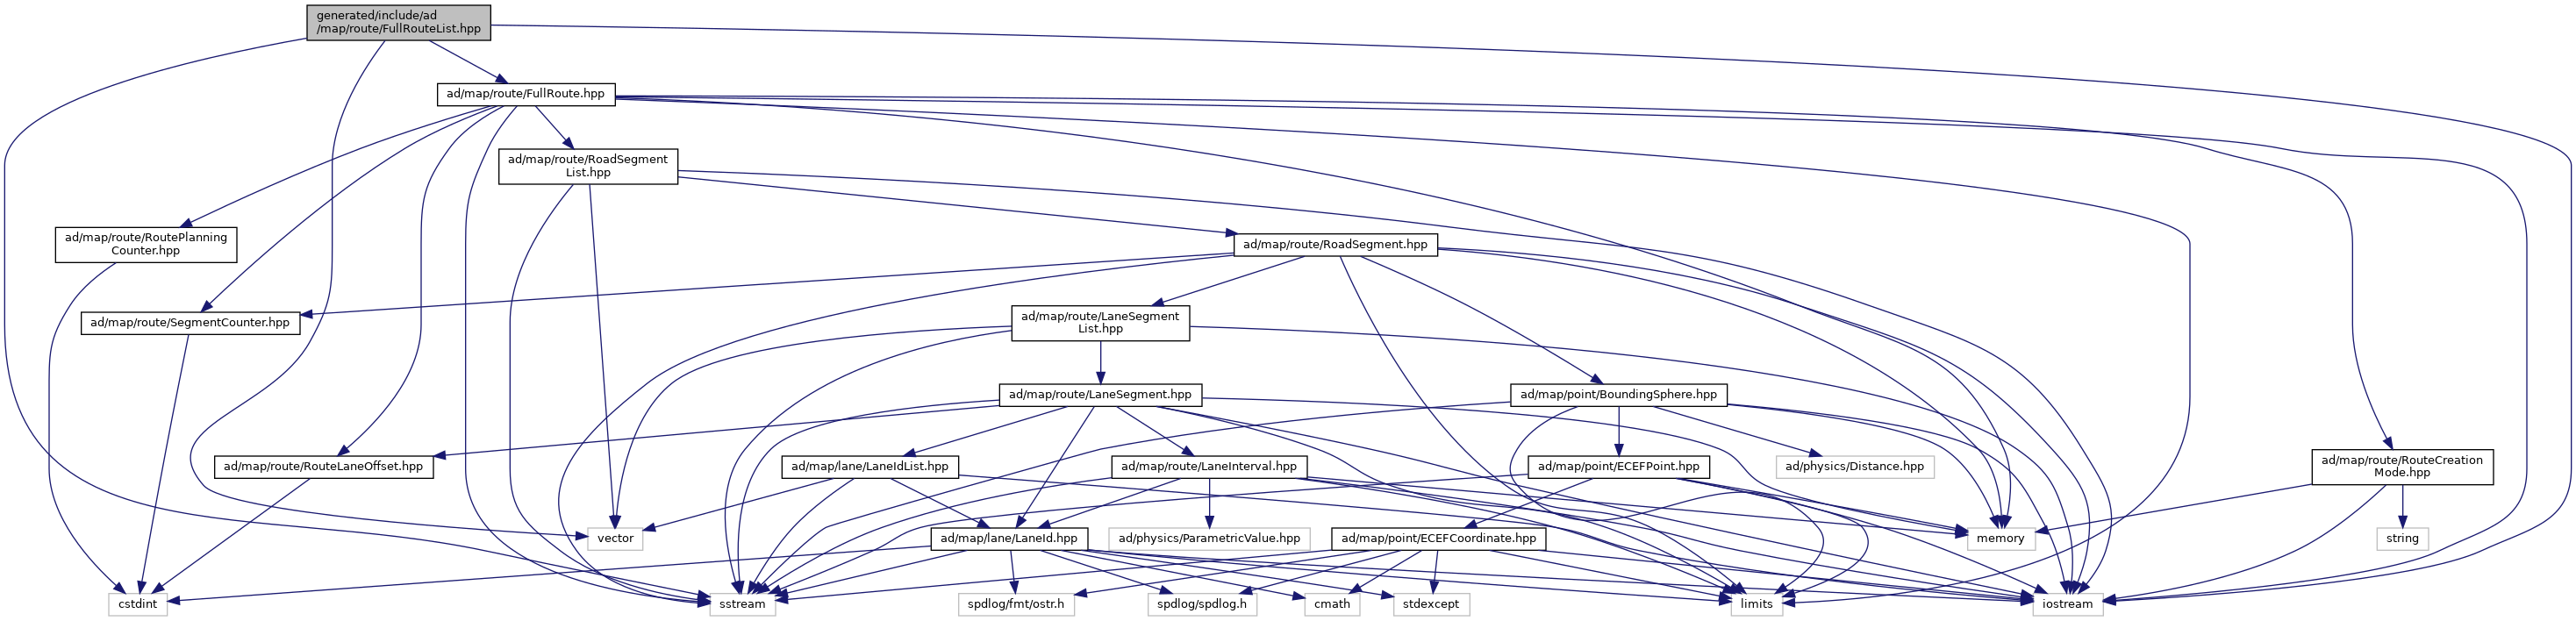 generated/include/ad
/map/route/FullRouteList.hpp
ad/map/route/FullRoute.hpp
ad/map/route/RoadSegment
List.hpp
ad/map/route/RoutePlanning
Counter.hpp
ad/map/route/RoadSegment.hpp
ad/map/route/SegmentCounter.hpp
ad/map/route/LaneSegment
List.hpp
ad/map/route/LaneSegment.hpp
ad/map/point/BoundingSphere.hpp
ad/map/route/RouteLaneOffset.hpp
ad/map/lane/LaneIdList.hpp
ad/map/route/LaneInterval.hpp
ad/map/point/ECEFPoint.hpp
ad/physics/Distance.hpp
ad/map/route/RouteCreation
Mode.hpp
vector
ad/map/lane/LaneId.hpp
ad/physics/ParametricValue.hpp
ad/map/point/ECEFCoordinate.hpp
memory
string
cstdint
sstream
spdlog/fmt/ostr.h
spdlog/spdlog.h
cmath
stdexcept
limits
iostream